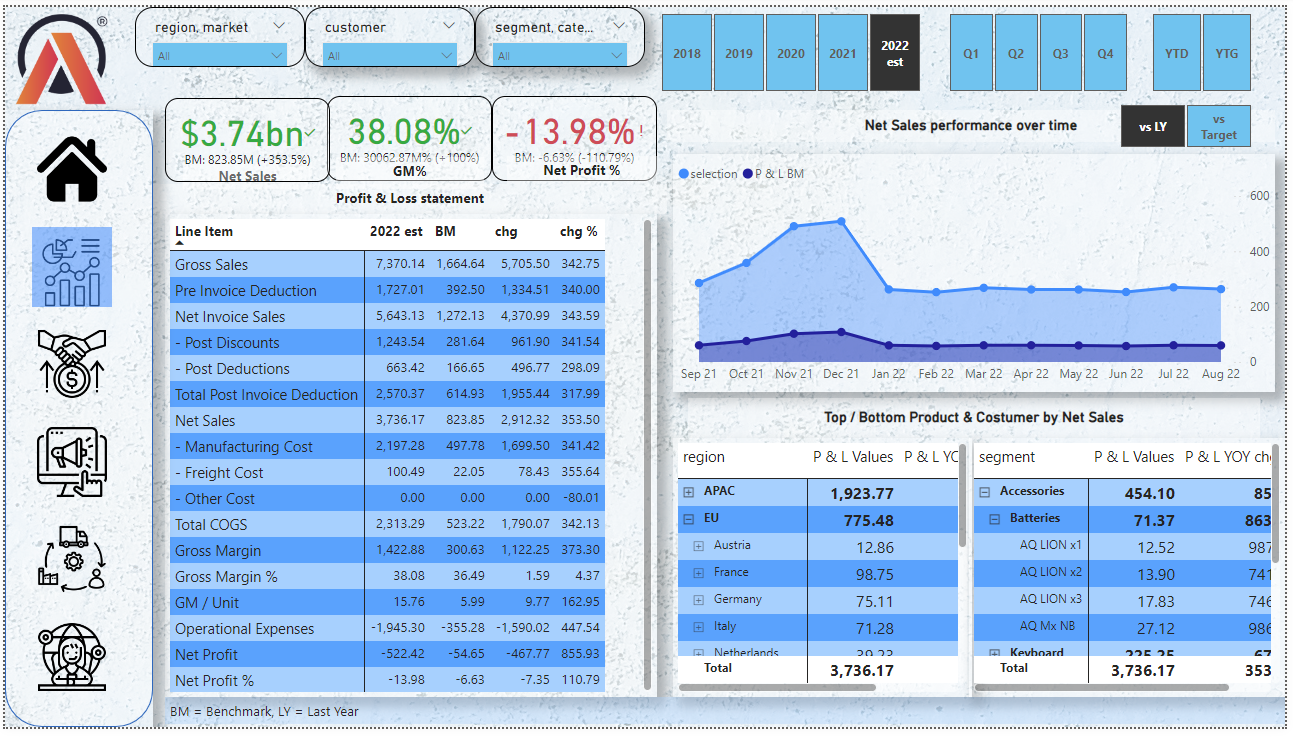 ®
region, market
All
customer
All
segment, cate...
All
2018 2019 2020 2021 2022 est
Q1 Q2 Q3 Q4
YTD YTG
$3.74bn
BM: 823.85M (+353.5%)
Net Sales
38.08%
BM: 30062.87M% (+100%)
GM%
-13.98% !
BM: -6.63% (-110.79%)
Net Profit %
Net Sales performance over time
vs LY
vs Target
selection P & L BM
600
400
200
0
Sep 21 Oct 21 Nov 21 Dec 21 Jan 22 Feb 22 Mar 22 Apr 22 May 22 Jun 22 Jul 22 Aug 22
Profit & Loss statement
Line Item 2022 est BM chg chg %
Gross Sales 7,370.14 1,664.64 5,705.50 342.75
Pre Invoice Deduction 1,727.01 392.50 1,334.51 340.00
Net Invoice Sales 5,643.13 1,272.13 4,370.99 343.59
- Post Discounts 1,243.54 281.64 961.90 341.54
- Post Deductions 663.42 166.65 496.77 298.09
Total Post Invoice Deduction 2,570.37 614.93 1,955.44 317.99
Net Sales 3,736.17 823.85 2,912.32 353.50
- Manufacturing Cost 2,197.28 497.78 1,699.50 341.42
- Freight Cost 100.49 22.05 78.43 355.64
- Other Cost 0.00 0.00 0.00 -80.01
Total COGS 2,313.29 523.22 1,790.07 342.13
Gross Margin 1,422.88 300.63 1,122.25 373.30
Gross Margin % 38.08 36.49 1.59 4.37
GM / Unit 15.76 5.99 9.77 162.95
Operational Expenses -1,945.30 -355.28 -1,590.02 447.54
Net Profit -522.42 -54.65 -467.77 855.93
Net Profit % -13.98 -6.63 -7.35 110.79
Top / Bottom Product & Costumer by Net Sales
region P & L Values P & L YO
APAC 1,923.77
EU 775.48
Austria 12.86
France 98.75
Germany 75.11
Italy 71.28
Netherlands 39.23
Total 3,736.17
segment P & L Values P & L YOY chg
Accessories 454.10 85
Batteries 71.37 863
AQ LION x1 12.52 987
AQ LION x2 13.90 741
AQ LION x3 17.83 746
AQ Mx NB 27.12 986
Keyboard 225.25 67
Total 3,736.17 353
BM = Benchmark, LY = Last Year